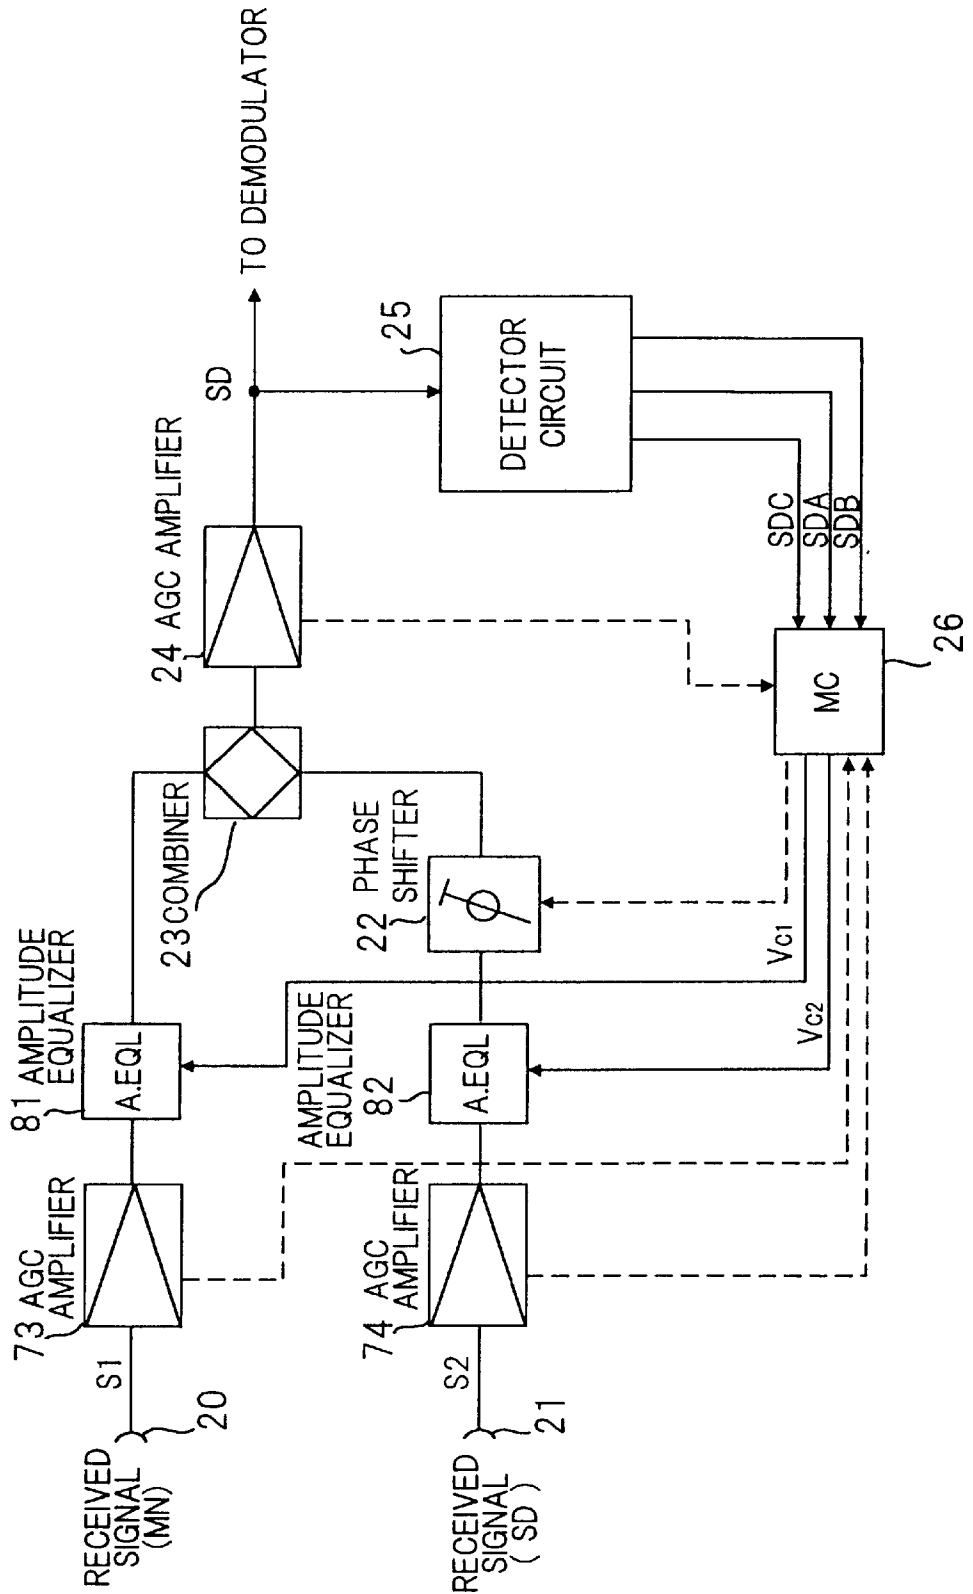 RECEIVED
SIGNAL
(MN)
20
S1
73 AGC
AMPLIFIER
81 AMPLITUDE
EQUALIZER
A.EQL
23 COMBINER
24 AGC AMPLIFIER
SD
TO DEMODULATOR
RECEIVED
SIGNAL
( SD )
21
S2
74 AGC
AMPLIFIER
AMPLITUDE
EQUALIZER
82
A.EQL
22 PHASE
SHIFTER
25
DETECTOR
CIRCUIT
SDC
SDA
SDB
MC
26
Vc1
Vc2